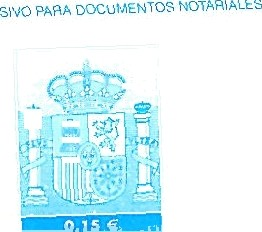 SIVO PARA DOCUMENTOS NOTARIALES
0,15 €